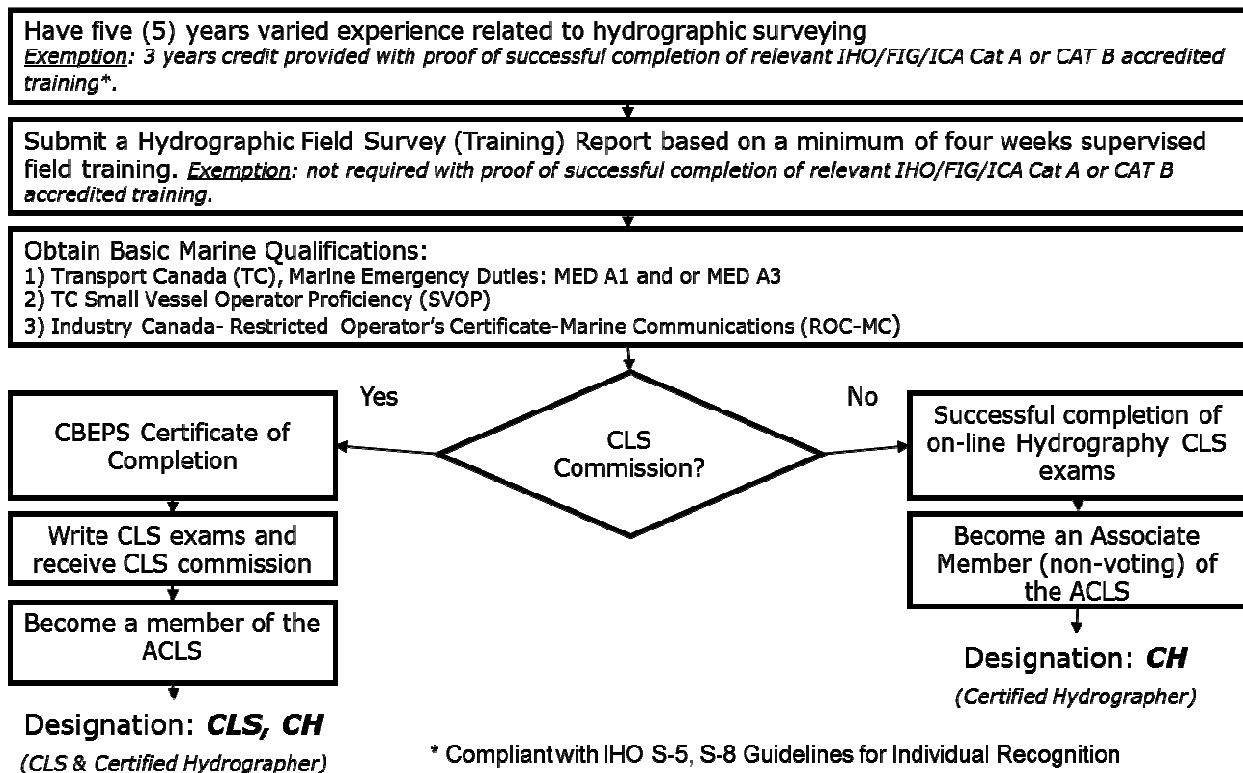 Have five (5) years varied experience related to hydrographic surveying
Exemption: 3 years credit provided with proof of successful completion of relevant IHO/FIG/ICA Cat A or CAT B accredited
training*.
Submit a Hydrographic Field Survey (Training) Report based on a minimum of four weeks supervised
field training. Exemption: not required with proof of successful completion of relevant IHO/FIG/ICA Cat A or CAT B
accredited training.
Obtain Basic Marine Qualifications:
1) Transport Canada (TC), Marine Emergency Duties: MED A1 and or MED A3
2) TC Small Vessel Operator Proficiency (SVOP)
3) Industry Canada- Restricted Operator's Certificate-Marine Communications (ROC-MC)
CLS
Commission?
Yes
CBEPS Certificate of
Completion
Write CLS exams and
receive CLS commission
Become a member of the
ACLS
Designation: CLS, CH
(CLS & Certified Hydrographer)
No
Successful completion of
on-line Hydrography CLS
exams
Become an Associate
Member (non-voting) of
the ACLS
Designation: CH
(Certified Hydrographer)
* Compliant with IHO S-5, S-8 Guidelines for Individual Recognition